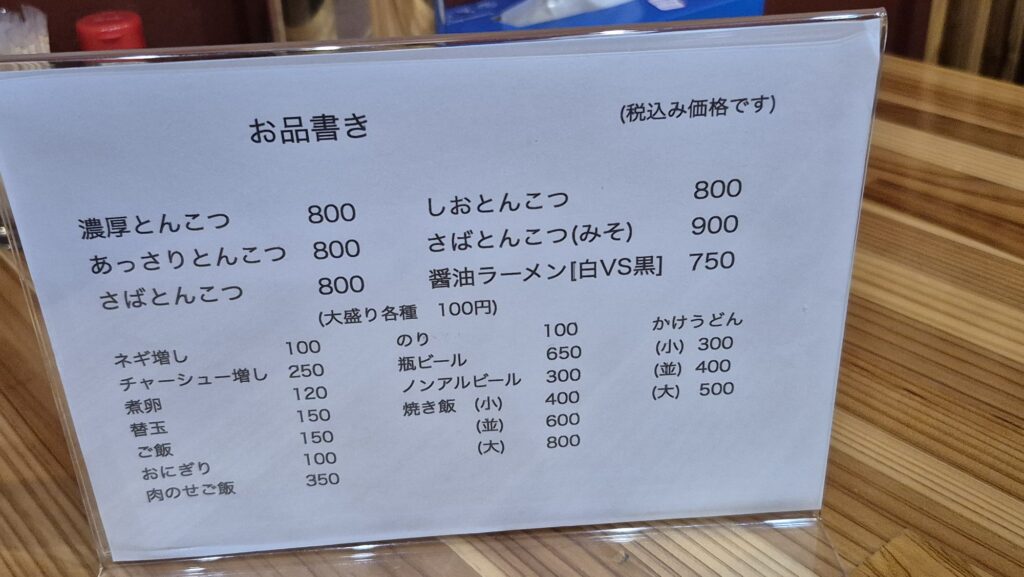 お品書き
(税込み価格です)
濃厚とんこつ 800
あっさりとんこつ 800
さばとんこつ 800
しおとんこつ 800
さばとんこつ(みそ) 900
醤油ラーメン[白VS黒] 750
(大盛り各種 100円)
ネギ増し 100
チャーシュー増し 250
煮卵 120
替玉 150
ご飯 150
おにぎり 100
肉のせご飯 350
のり 100
瓶ビール 650
ノンアルビール 300
焼き飯 (小) 400
(並) 600
(大) 800
かけうどん
(小) 300
(並) 400
(大) 500